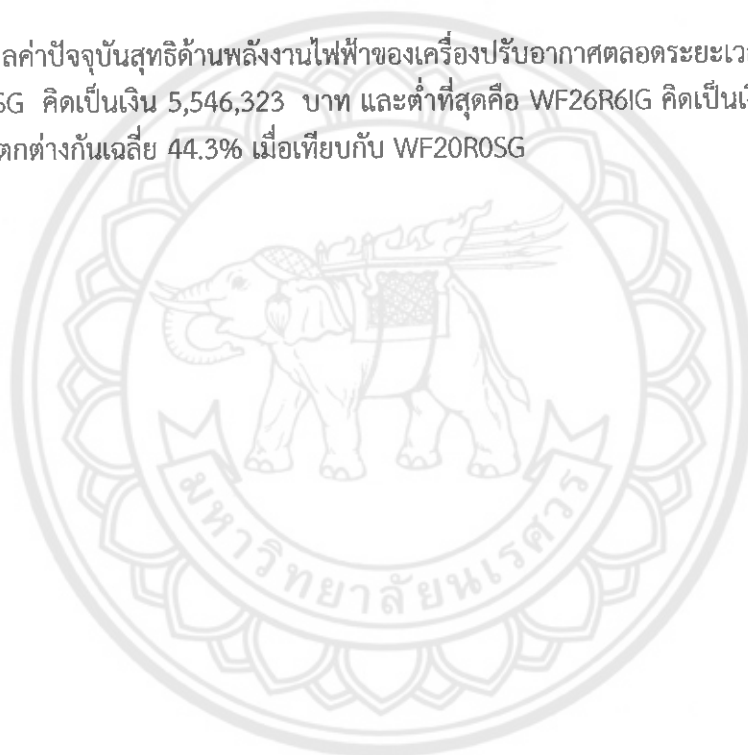 ลค่าปัจจุบันสุทธิด้านพลังงานไฟฟ้าของเครื่องปรับอากาศตลอดระยะเว
SG คิดเป็นเงิน 5,546,323 บาท และต่ำที่สุดคือ WF26R6IG คิดเป็นเ
ตกต่างกันเฉลี่ย 44.3% เมื่อเทียบกับ WF20R0SG
มหาวิทยาลัยนเรศวร